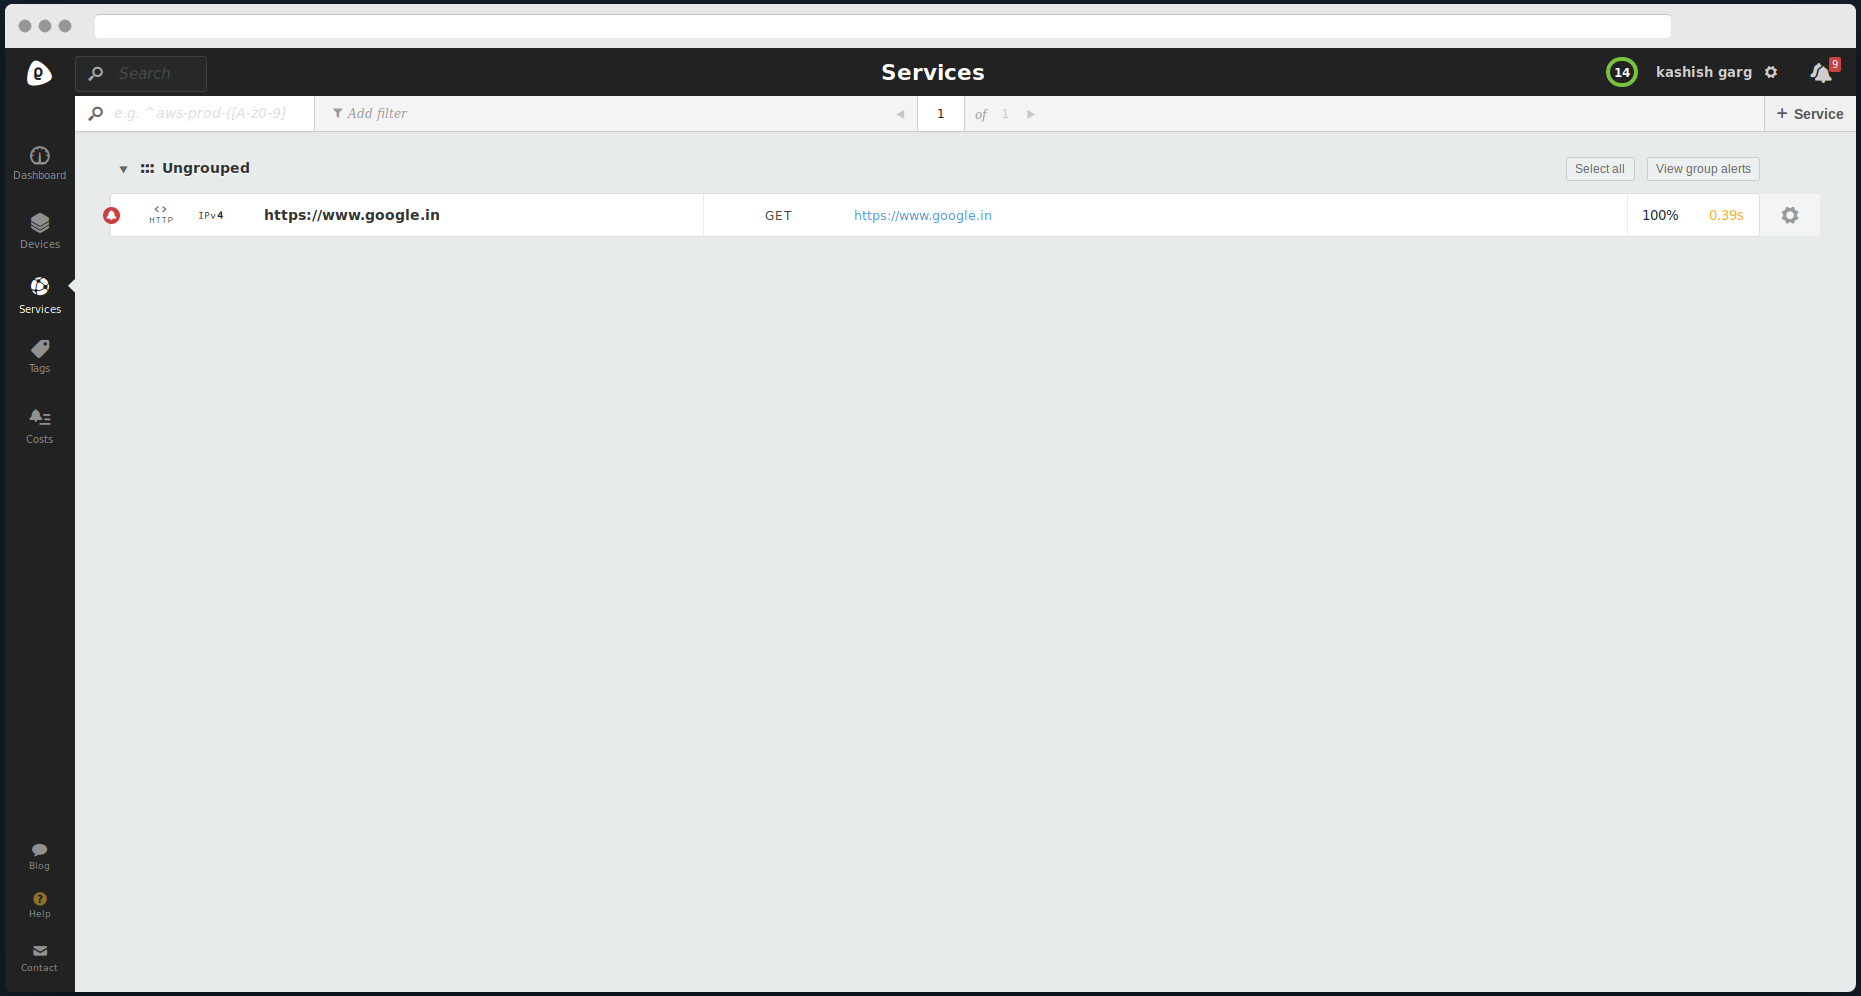 Search
Services
14
kashish garg
9
e.g. ^aws-prod-([A-z0-9]
Add filter
1
of 1
+ Service
Dashboard
Devices
Services
Tags
Costs
Blog
?
Help
Contact
Ungrouped
Select all
View group alerts
<> HTTP
IPv4
https://www.google.in
GET
https://www.google.in
100%
0.39s